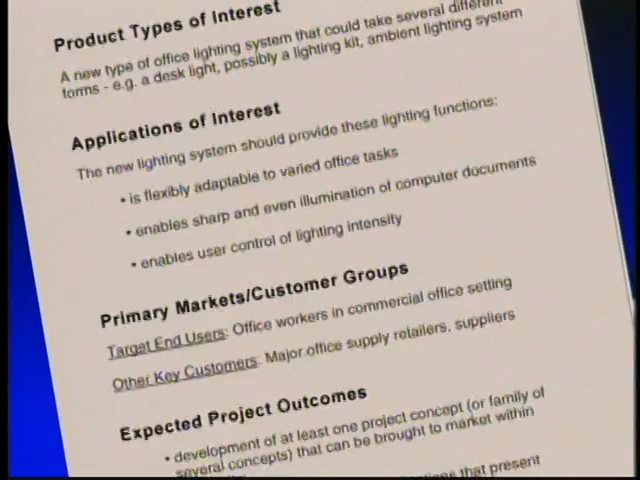 Product Types of Interest
A new type of office lighting system that could take several different
forms - e.g. a desk light, possibly a lighting kit, ambient lighting system
Applications of Interest
The new lighting system should provide these lighting functions:
• is flexibly adaptable to varied office tasks
• enables sharp and even illumination of computer documents
• enables user control of lighting intensity
Primary Markets/Customer Groups
Target End Users: Office workers in commercial office setting
Other Key Customers: Major office supply retailers, suppliers
Expected Project Outcomes
• development of at least one project concept (or family of
several concepts) that can be brought to market within
that present